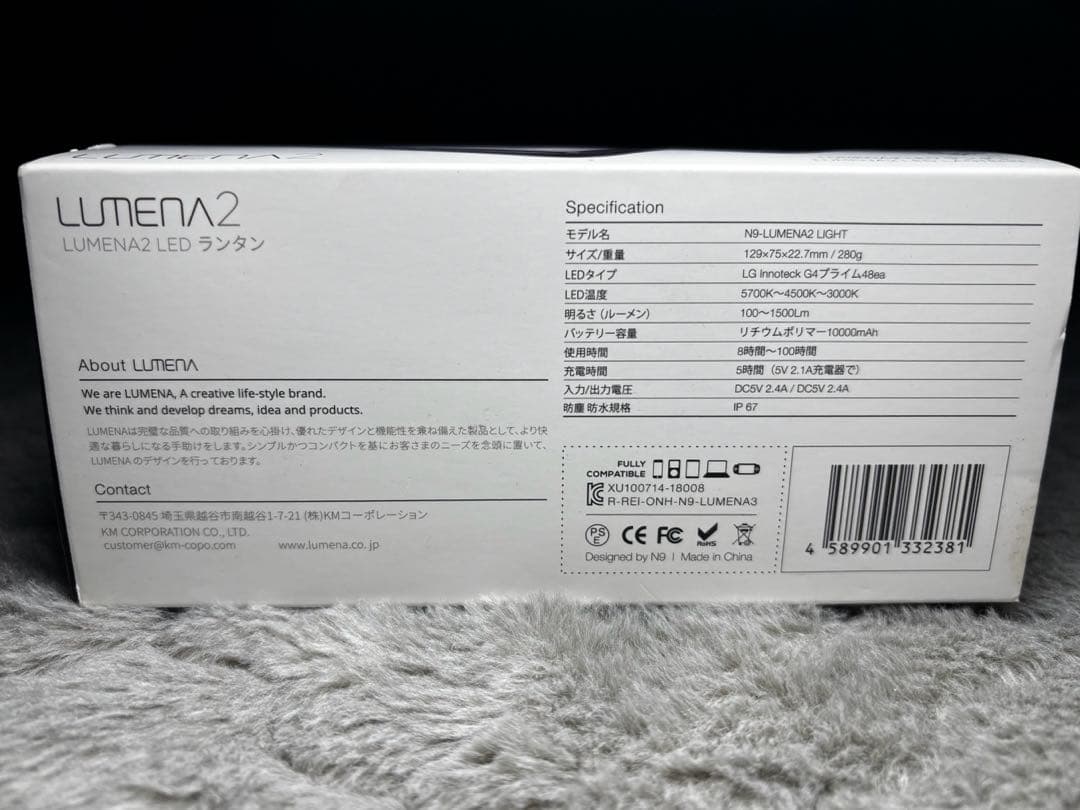 LUMENA2
LUMENA2
LUMENA2 LED ランタン
About LUMENA
We are LUMENA, A creative life-style brand.
We think and develop dreams, idea and products.
LUMENAは完璧な品質への取り組みを心掛け、優れたデザインと機能性を兼ね備えた製品として、より快
適な暮らしになる手助けをします。シンプルかつコンパクトを基にお客さまのニーズを念頭に置いて、
LUMENA のデザインを行っております。
Contact
〒343-0845 埼玉県越谷市南越谷1-7-21 (株)KMコーポレーション
KM CORPORATION CO., LTD.
customer@km-copo.com www.lumena.co.jp
Specification
モデル名 N9-LUMENA2 LIGHT
サイズ/重量 129×75×22.7mm / 280g
LEDタイプ LG Innoteck G4プライム48ea
LED温度 5700K〜4500K〜3000K
明るさ (ルーメン) 100〜1500Lm
バッテリー容量 リチウムポリマー10000mAh
使用時間 8時間〜100時間
充電時間 5時間 (5V 2.1A充電器で)
入力/出力電圧 DC5V 2.4A / DC5V 2.4A
防塵 防水規格 IP 67
FULLY
COMPATIBLE
XU100714-18008
R-REI-ONH-N9-LUMENA3
PSE CE FC RoHS
Designed by N9 | Made in China
4 589901 332381